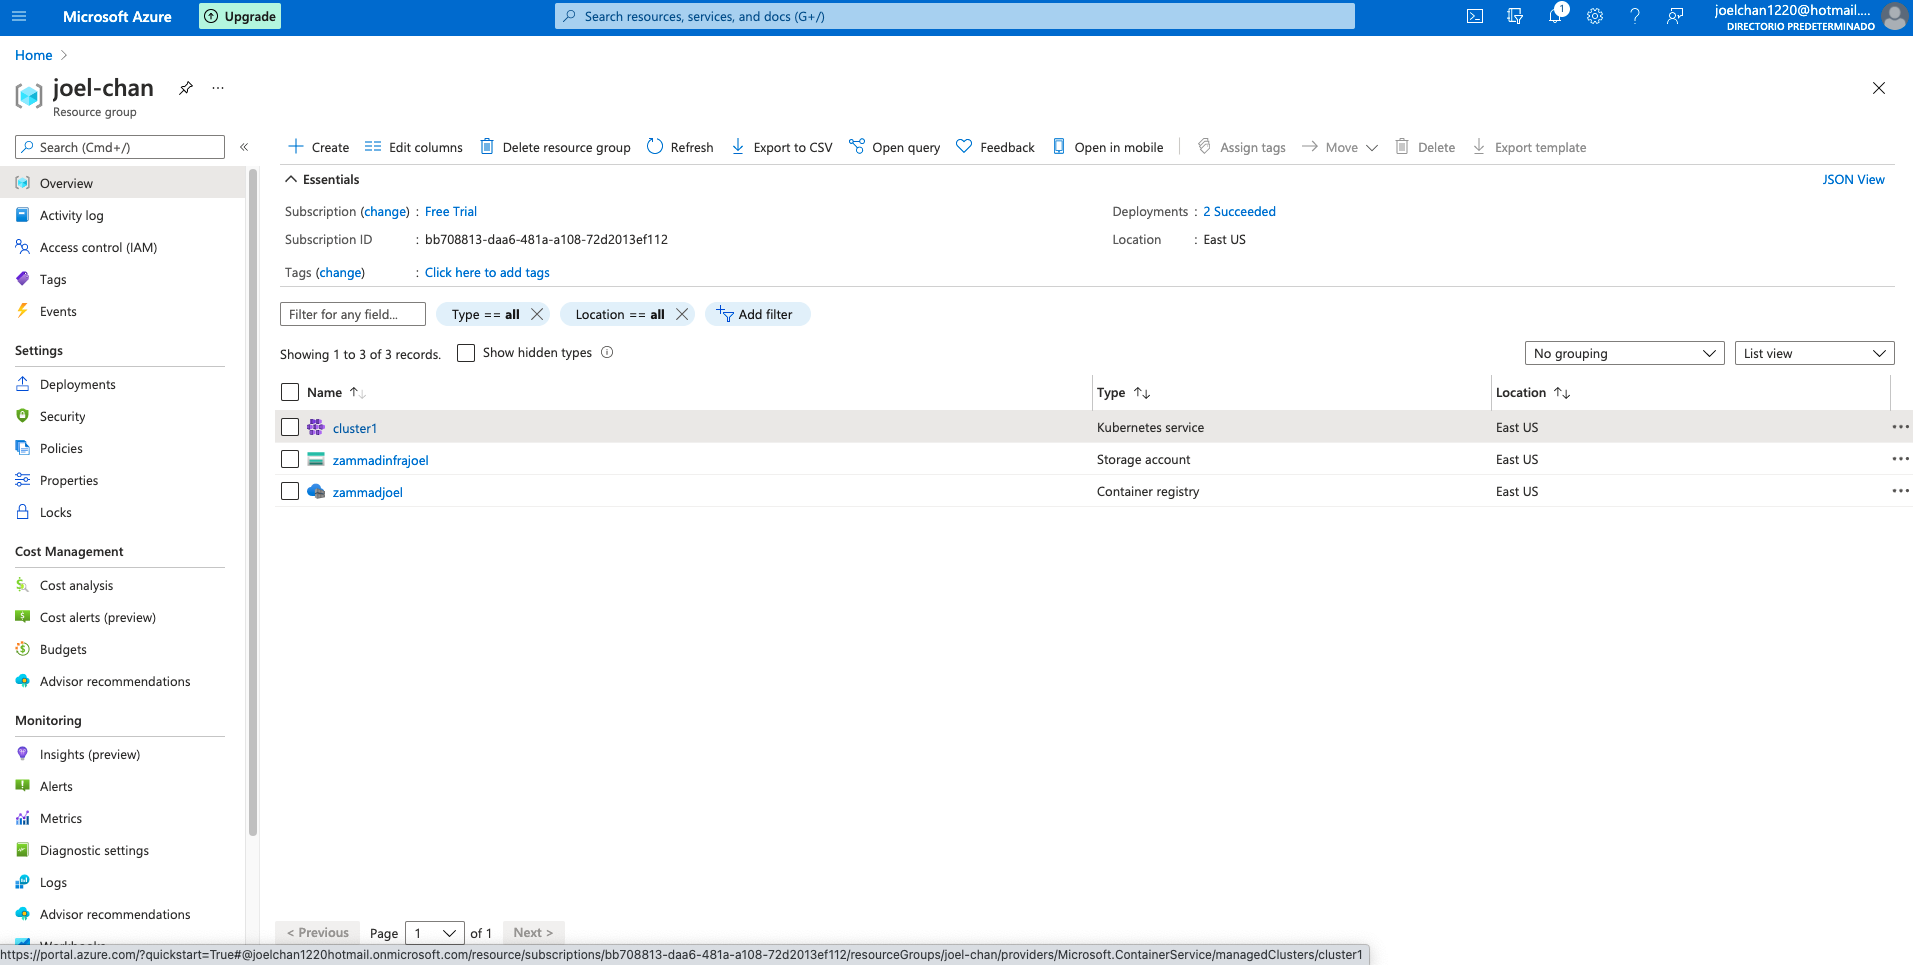 Microsoft Azure
Upgrade
Search resources, services, and docs (G+/)
1
joelchan1220@hotmail....
DIRECTORIO PREDETERMINADO
Home
joel-chan
...
Resource group
Search (Cmd+/)
«
Create
Edit columns
Delete resource group
Refresh
Export to CSV
Open query
Feedback
Open in mobile
Assign tags
Move
Delete
Export template
Overview
Activity log
Access control (IAM)
Tags
Events
Settings
Deployments
Security
Policies
Properties
Locks
Cost Management
Cost analysis
Cost alerts (preview)
Budgets
Advisor recommendations
Monitoring
Insights (preview)
Alerts
Metrics
Diagnostic settings
Logs
Advisor recommendations
Essentials
JSON View
Subscription (change) : Free Trial
Deployments : 2 Succeeded
Subscription ID : bb708813-daa6-481a-a108-72d2013ef112
Location : East US
Tags (change) : Click here to add tags
Filter for any field...
Type == all
Location == all
Add filter
Showing 1 to 3 of 3 records.
Show hidden types
No grouping
List view
Name Type Location
cluster1 Kubernetes service East US
zammadinfrajoel Storage account East US
zammadjoel Container registry East US
< Previous Page 1 of 1 Next >
https://portal.azure.com/?quickstart=True#@joelchan1220hotmail.onmicrosoft.com/resource/subscriptions/bb708813-daa6-481a-a108-72d2013ef112/resourceGroups/joel-chan/providers/Microsoft.ContainerService/managedClusters/cluster1